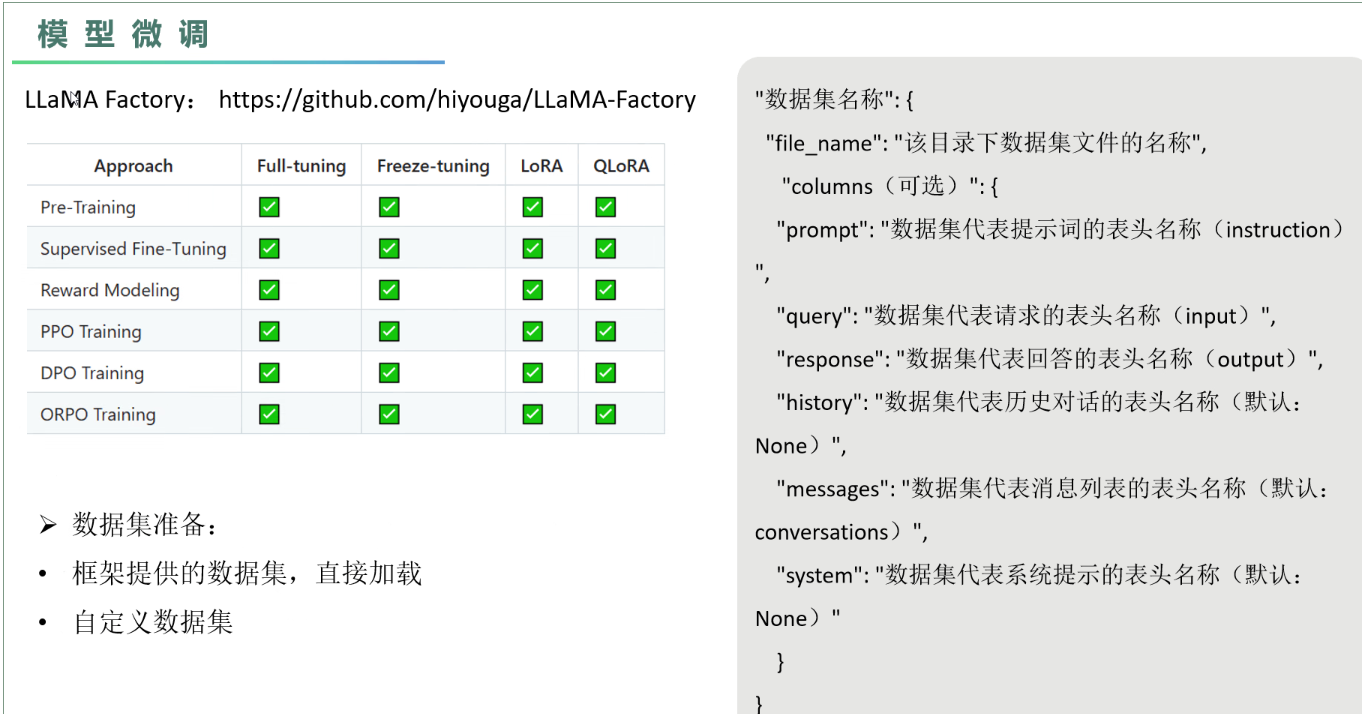 模型微调
LLaMA Factory： https://github.com/hiyouga/LLaMA-Factory
Approach Full-tuning Freeze-tuning LoRA QLoRA
Pre-Training ✅ ✅ ✅ ✅
Supervised Fine-Tuning ✅ ✅ ✅ ✅
Reward Modeling ✅ ✅ ✅ ✅
PPO Training ✅ ✅ ✅ ✅
DPO Training ✅ ✅ ✅ ✅
ORPO Training ✅ ✅ ✅ ✅
➢ 数据集准备：
• 框架提供的数据集，直接加载
• 自定义数据集
"数据集名称": {
"file_name": "该目录下数据集文件的名称",
"columns（可选）": {
"prompt": "数据集代表提示词的表头名称（instruction）
",
"query": "数据集代表请求的表头名称（input）",
"response": "数据集代表回答的表头名称（output）",
"history": "数据集代表历史对话的表头名称（默认：
None）",
"messages": "数据集代表消息列表的表头名称（默认：
conversations）",
"system": "数据集代表系统提示的表头名称（默认：
None）"
}
}